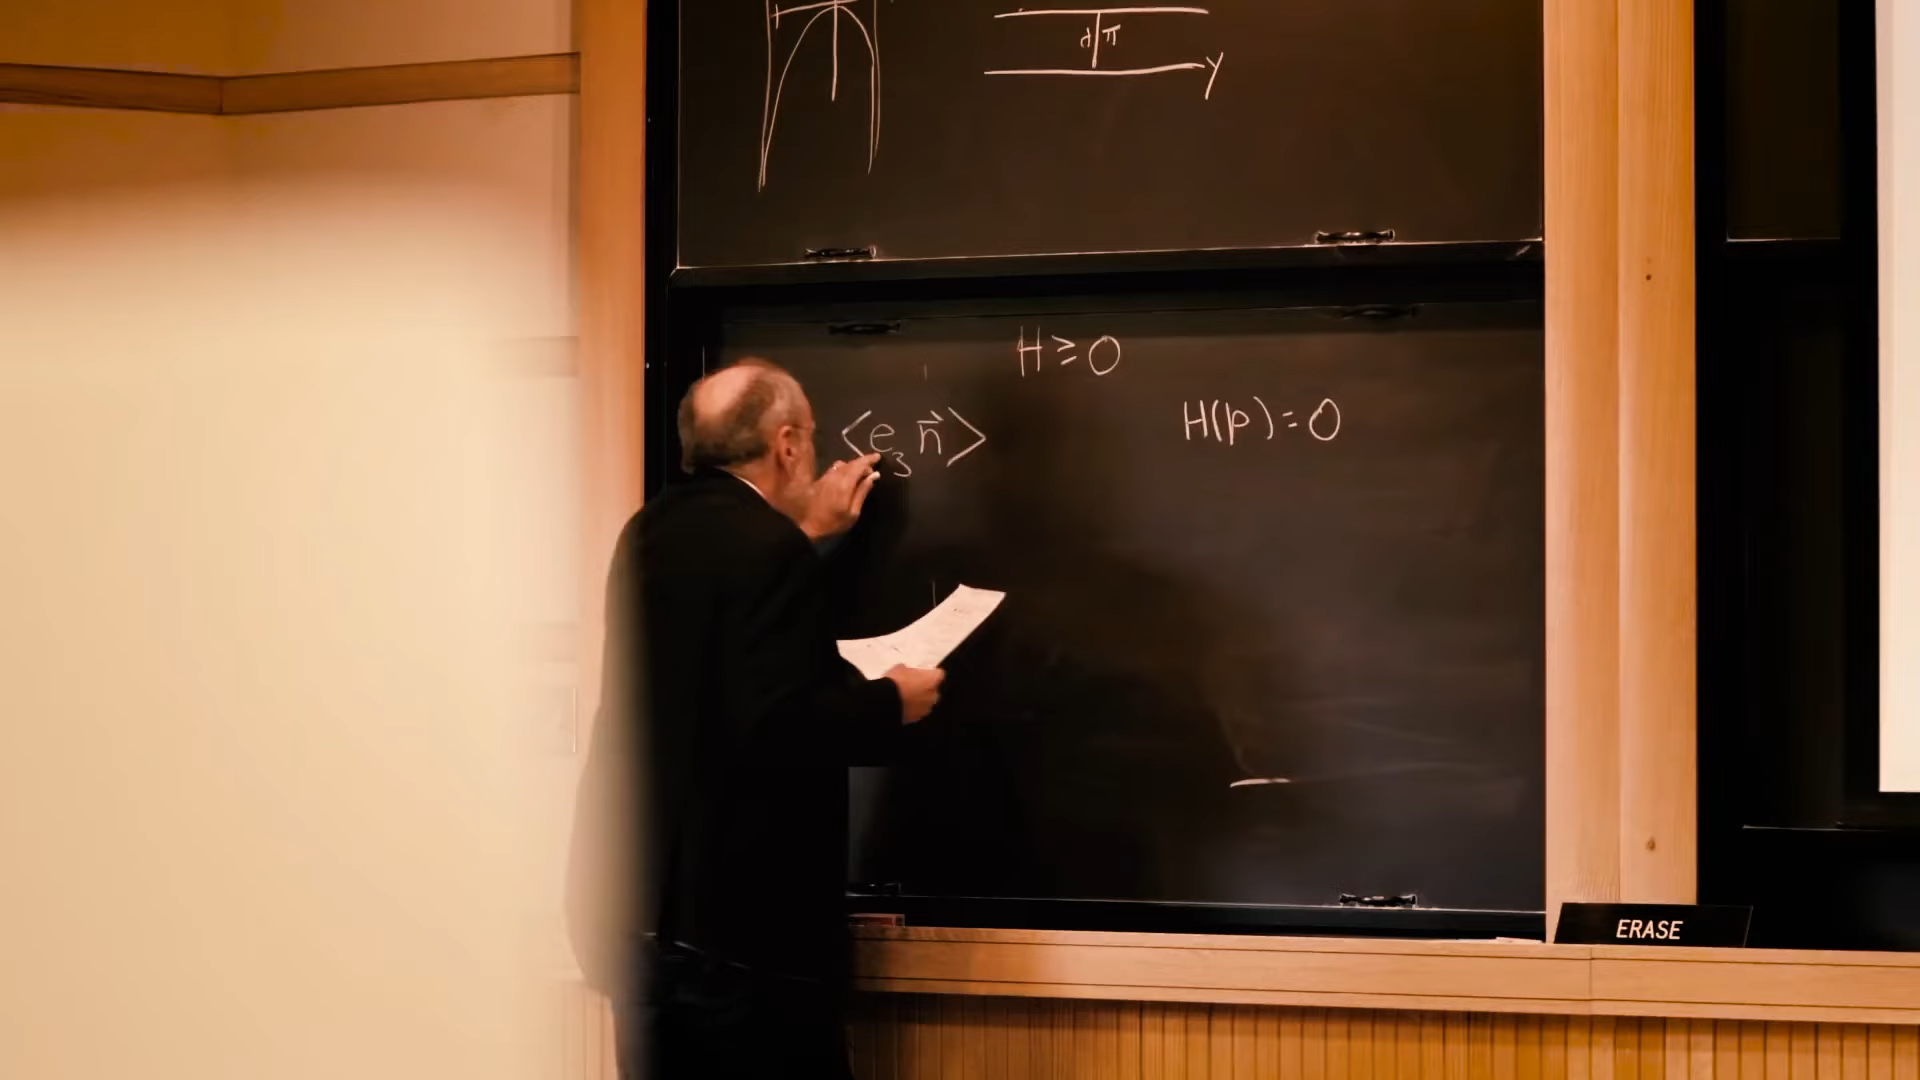 d π
y
H ≥ 0
<e₃ n⃗>
H(p) = 0
ERASE